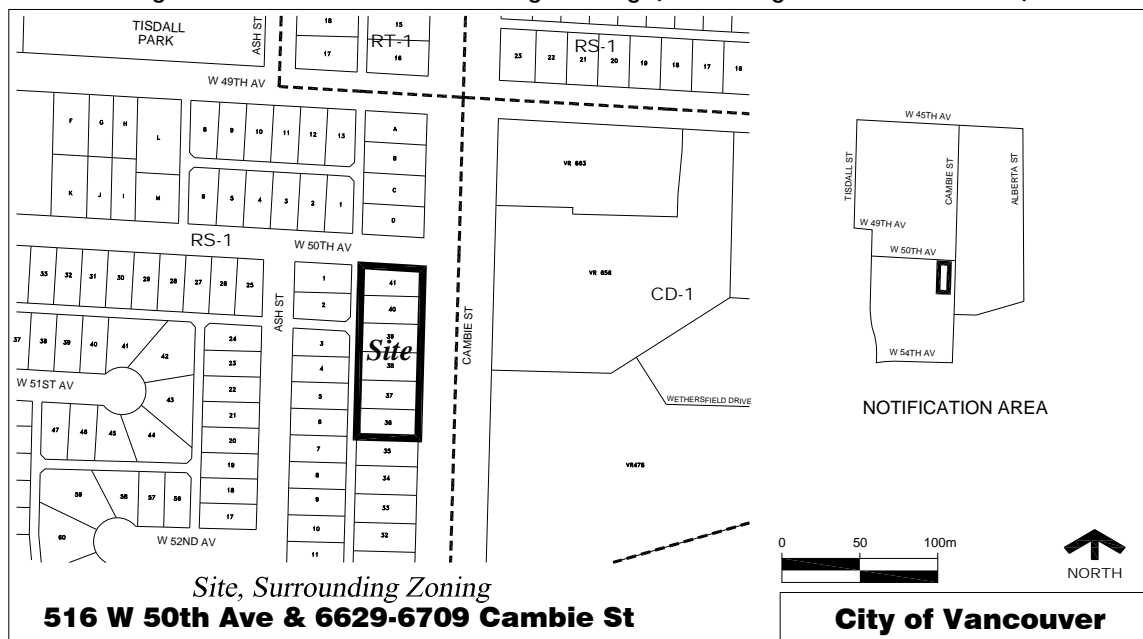 TISDALL
PARK
ASH ST
18
15
RT-1
17
16
RS-1
23
22
21
20
19
18
17
16
W 49TH AV
F
G
H
L
8
9
10
11
12
13
A
B
K
J
I
M
6
5
4
3
2
1
C
D
VR 663
RS-1
W 50TH AV
33
32
31
30
29
28
27
26
25
ASH ST
1
2
41
40
39
Site
38
37
36
CAMBIE ST
VR 656
CD-1
37
38
39
40
41
42
43
44
45
46
47
W 51ST AV
24
23
22
21
20
19
18
17
3
4
5
6
7
8
9
10
11
35
34
33
32
WETHERSFIELD DRIVE
VR475
59
58
57
56
60
W 52ND AV
W 45TH AV
TISDALL ST
CAMBIE ST
ALBERTA ST
W 49TH AV
W 50TH AV
W 54TH AV
NOTIFICATION AREA
0
50
100m
NORTH
Site, Surrounding Zoning
516 W 50th Ave & 6629-6709 Cambie St
City of Vancouver